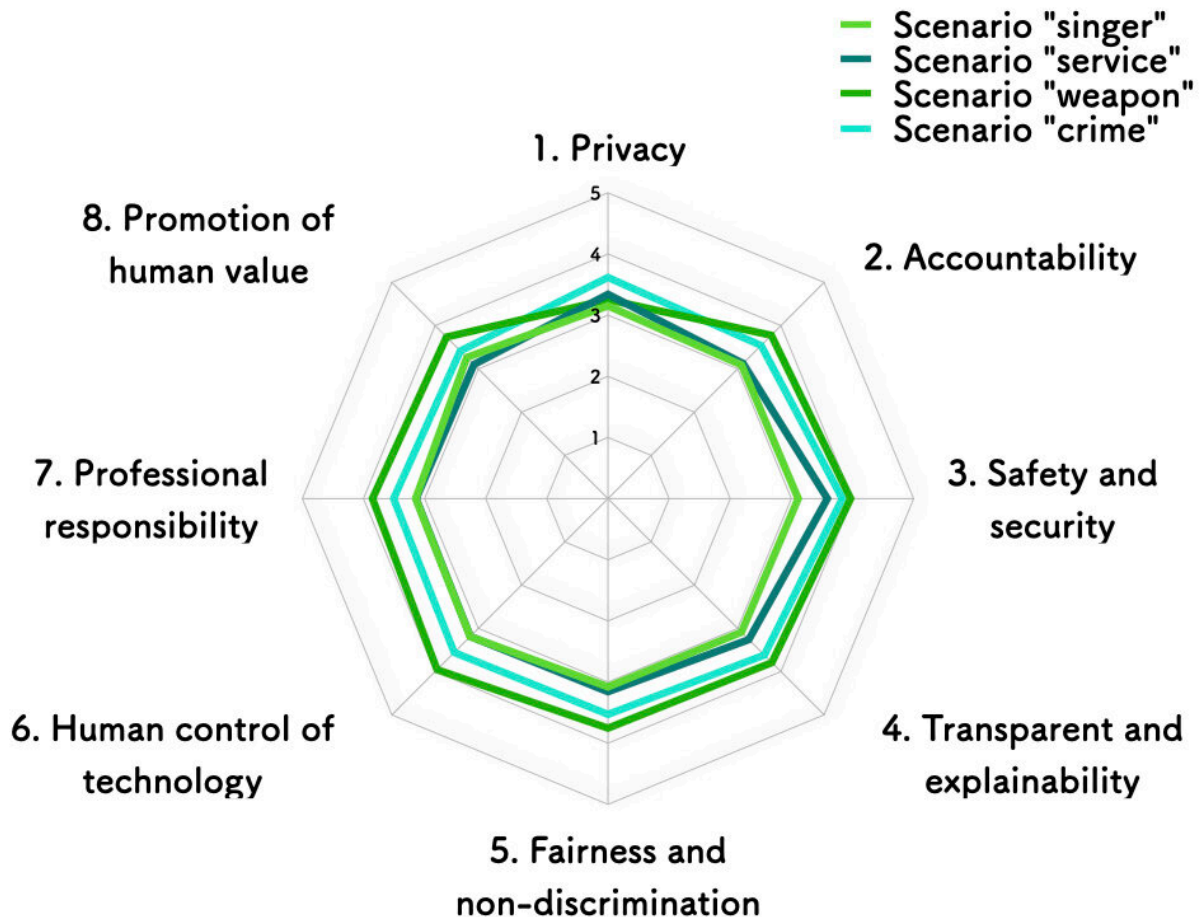 Scenario "singer"
Scenario "service"
Scenario "weapon"
Scenario "crime"
1. Privacy
8. Promotion of
human value
2. Accountability
5
4
3
2
1
7. Professional
responsibility
3. Safety and
security
6. Human control of
technology
4. Transparent and
explainability
5. Fairness and
non-discrimination